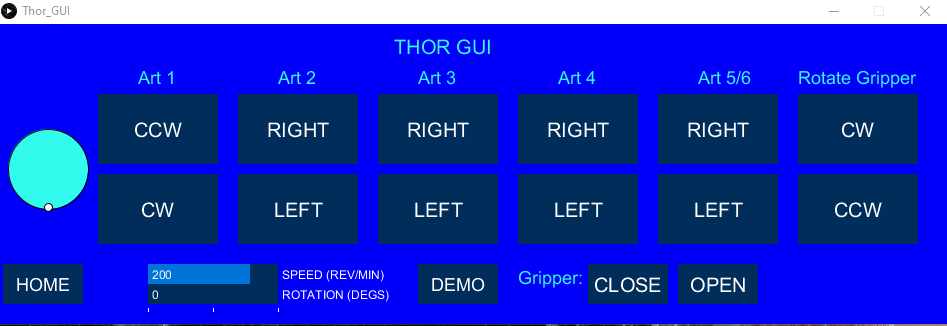 Thor_GUI
THOR GUI
Art 1 Art 2 Art 3 Art 4 Art 5/6 Rotate Gripper
CCW RIGHT RIGHT RIGHT RIGHT CW
CW LEFT LEFT LEFT LEFT CCW
HOME 200 SPEED (REV/MIN) DEMO Gripper: CLOSE OPEN
0 ROTATION (DEGS)